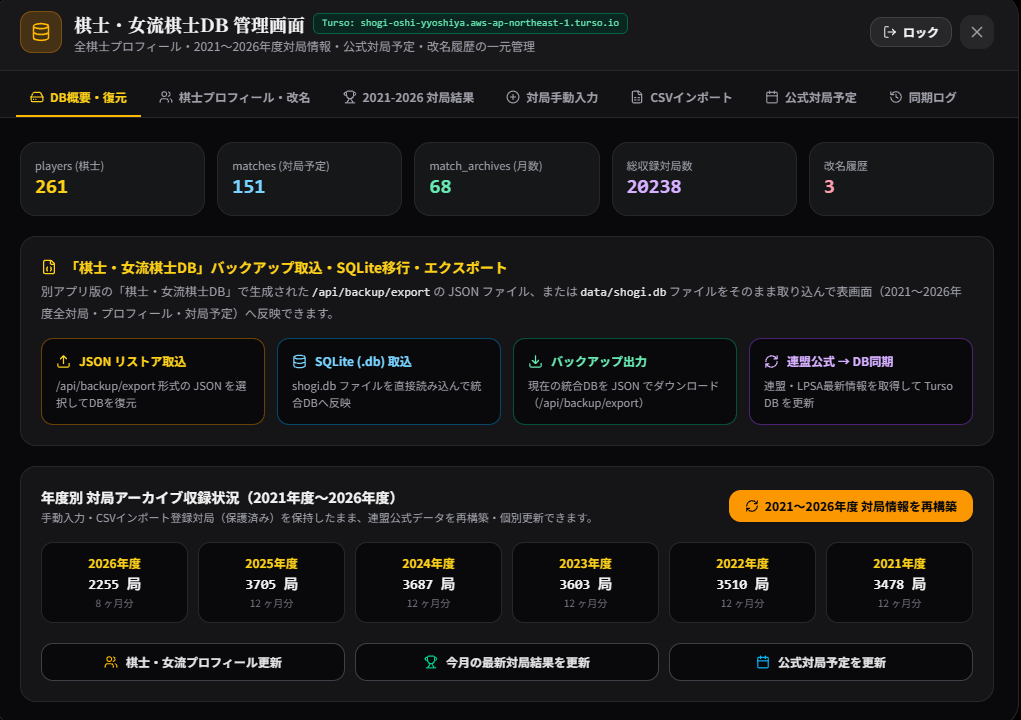 棋士・女流棋士DB 管理画面
Turso: shogi-oshi-yyoshiya.aws-ap-northeast-1.turso.io
全棋士プロフィール・2021〜2026年度対局情報・公式対局予定・改名履歴の一元管理
ロック
DB概要・復元
棋士プロフィール・改名
2021-2026 対局結果
対局手動入力
CSVインポート
公式対局予定
同期ログ
players (棋士)
261
matches (対局予定)
151
match_archives (月数)
68
総収録対局数
20238
改名履歴
3
「棋士・女流棋士DB」バックアップ取込・SQLite移行・エクスポート
別アプリ版の「棋士・女流棋士DB」で生成された /api/backup/export の JSON ファイル、または data/shogi.db ファイルをそのまま取り込んで表画面（2021〜2026年
度全対局・プロフィール・対局予定）へ反映できます。
JSON リストア取込
/api/backup/export 形式の JSON を選
択してDBを復元
SQLite (.db) 取込
shogi.db ファイルを直接読み込んで統
合DBへ反映
バックアップ出力
現在の統合DBを JSON でダウンロード
（/api/backup/export）
連盟公式 → DB同期
連盟・LPSA最新情報を取得して Turso
DB を更新
年度別 対局アーカイブ収録状況（2021年度〜2026年度）
手動入力・CSVインポート登録対局（保護済み）を保持したまま、連盟公式データを再構築・個別更新できます。
2021〜2026年度 対局情報を再構築
2026年度
2255 局
8 ヶ月分
2025年度
3705 局
12 ヶ月分
2024年度
3687 局
12 ヶ月分
2023年度
3603 局
12 ヶ月分
2022年度
3510 局
12 ヶ月分
2021年度
3478 局
12 ヶ月分
棋士・女流プロフィール更新
今月の最新対局結果を更新
公式対局予定を更新